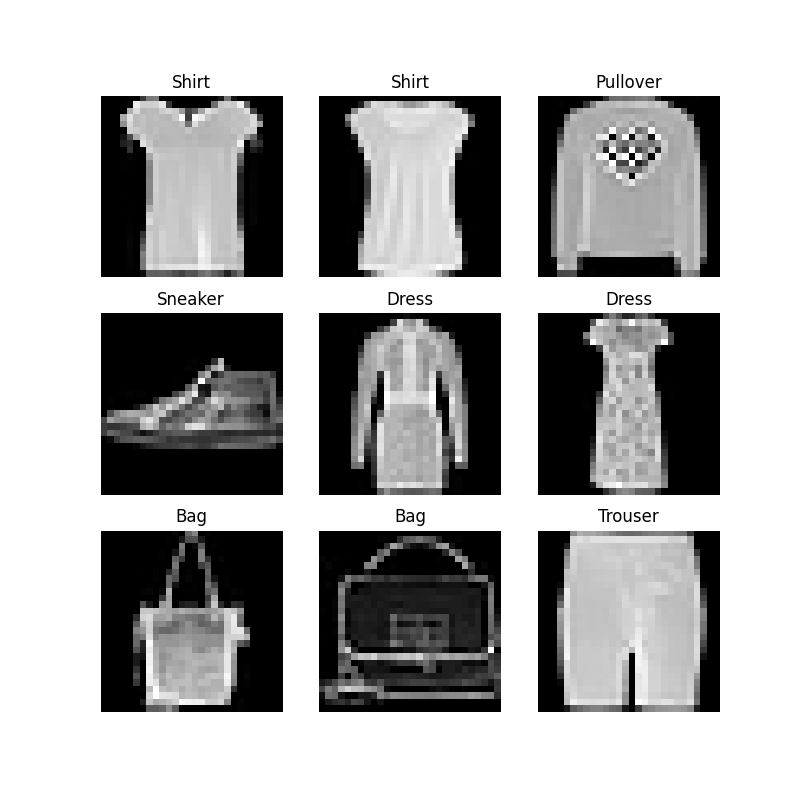 Shirt
Shirt
Pullover
Sneaker
Dress
Dress
Bag
Bag
Trouser